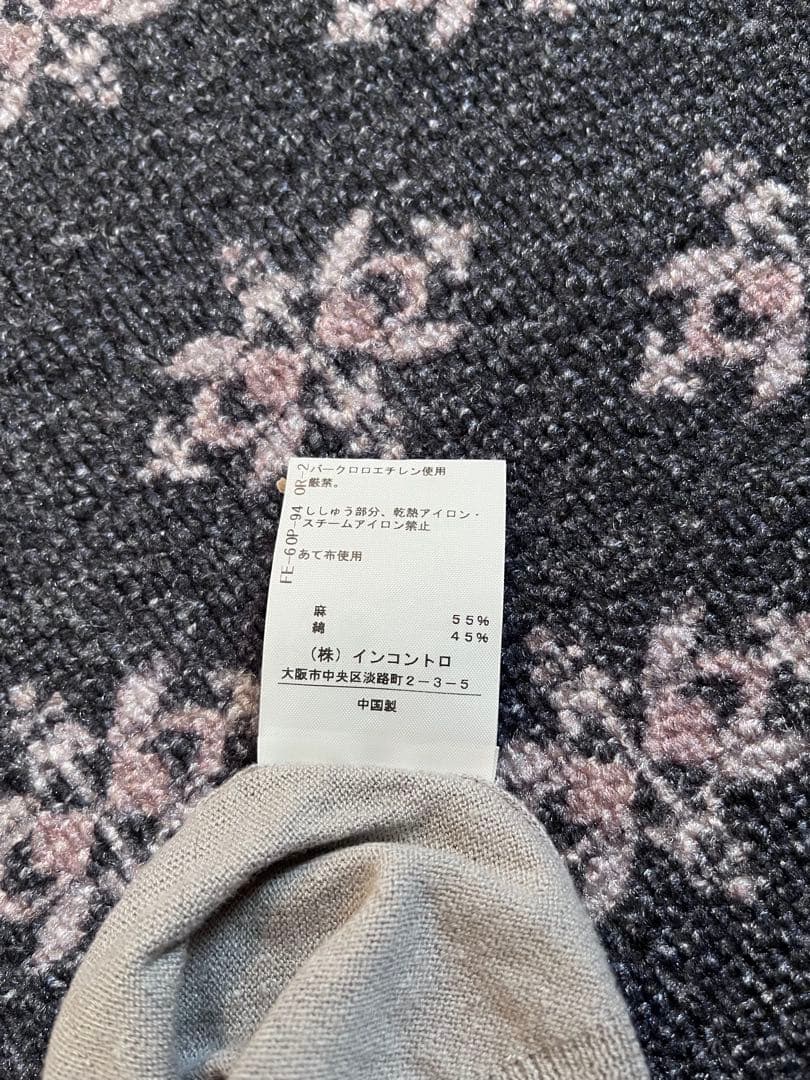 パークロロエチレン使用
厳禁。
ししゅう部分、乾熱アイロン・
スチームアイロン禁止
あて布使用
FE-60P-94 OR-2
麻 55%
綿 45%
(株)インコントロ
大阪市中央区淡路町2-3-5
中国製